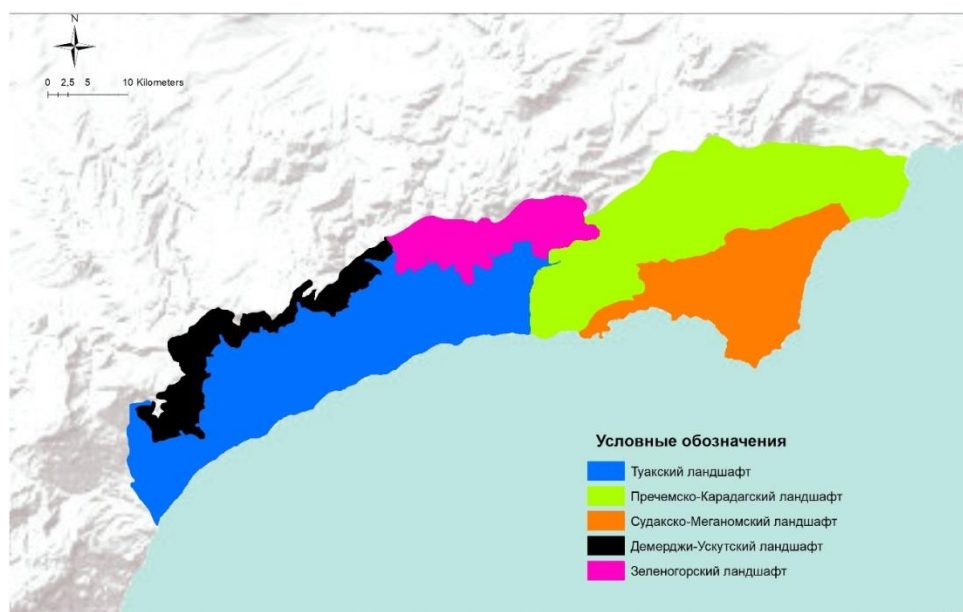 N
0 2,5 5 10 Kilometers
Условные обозначения
Туакский ландшафт
Пречемско-Карадагский ландшафт
Судакско-Меганомский ландшафт
Демерджи-Ускутский ландшафт
Зеленогорский ландшафт